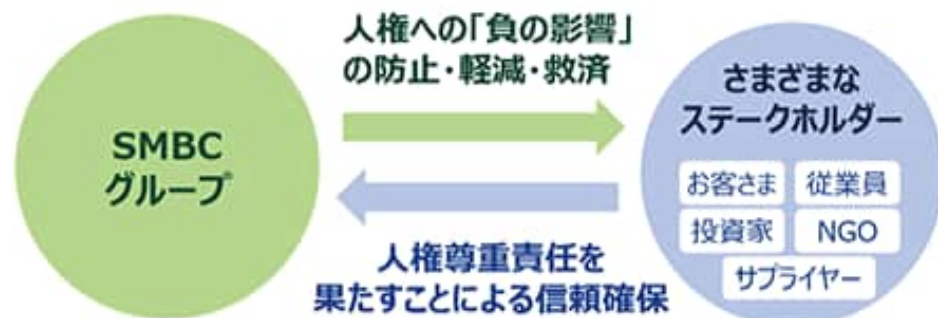 人権への「負の影響」
の防止・軽減・救済
SMBC
グループ
人権尊重責任を
果たすことによる信頼確保
さまざまな
ステークホルダー
お客さま 従業員
投資家 NGO
サプライヤー